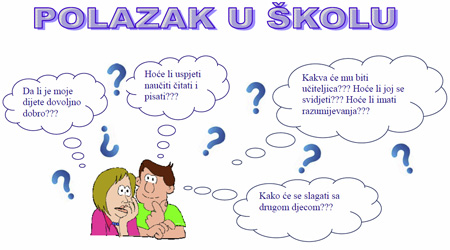 POLAZAK U ŠKOLU
Da li je moje
dijete dovoljno
dobro???
Hoće li uspjeti
naučiti čitati i
pisati???
Kakva će mu biti
učiteljica??? Hoće li joj se
svidjeti??? Hoće li imati
razumijevanja???
Kako će se slagati sa
drugom djecom???